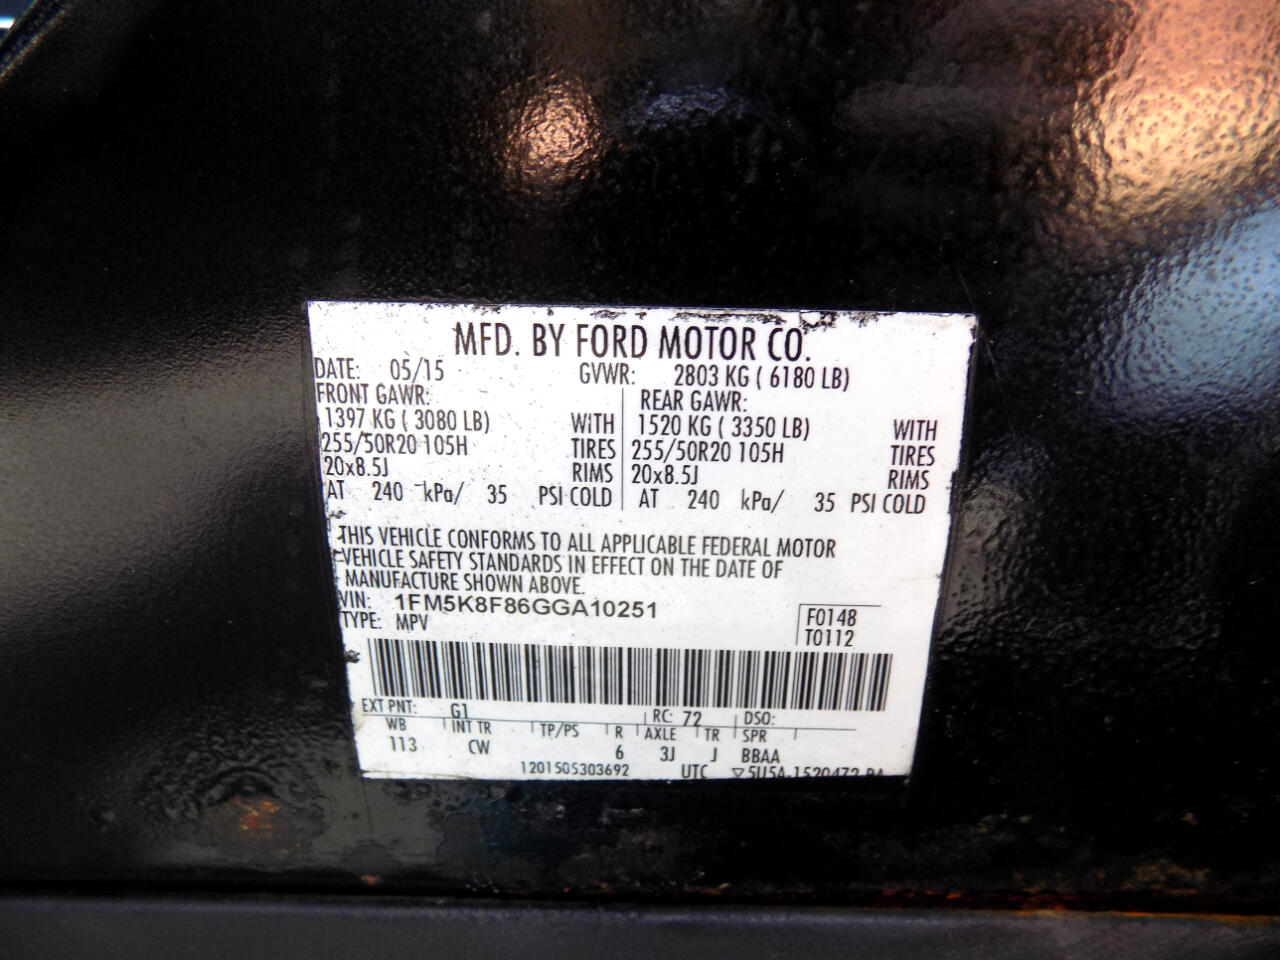 MFD. BY FORD MOTOR CO.
DATE: 05/15 GVWR: 2803 KG ( 6180 LB)
FRONT GAWR: REAR GAWR:
1397 KG ( 3080 LB) WITH 1520 KG ( 3350 LB) WITH
255/50R20 105H TIRES 255/50R20 105H TIRES
20x8.5J RIMS 20x8.5J RIMS
AT 240 kPa/ 35 PSI COLD AT 240 kPa/ 35 PSI COLD
THIS VEHICLE CONFORMS TO ALL APPLICABLE FEDERAL MOTOR
VEHICLE SAFETY STANDARDS IN EFFECT ON THE DATE OF
MANUFACTURE SHOWN ABOVE.
VIN: 1FM5K8F86GGA10251 F0148
TYPE: MPV T0112
EXT PNT: G1 RC: 72 DSO:
WB INT TR TP/PS R AXLE TR SPR
113 CW 6 3J J BBAA
1201505303692 UTC ▽5U5A-1520472-